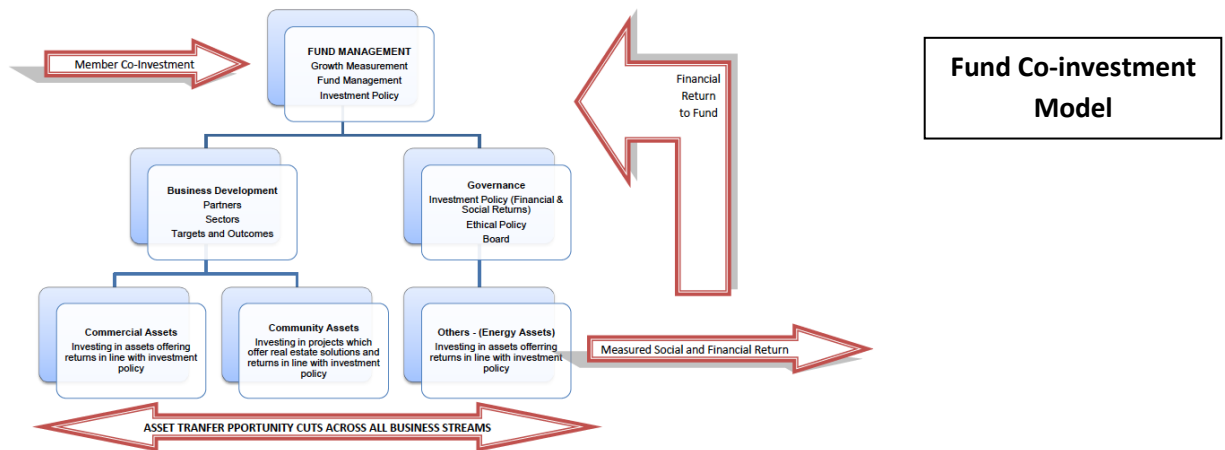 Member Co-Investment
FUND MANAGEMENT
Growth Measurement
Fund Management
Investment Policy
Financial
Return
to Fund
Fund Co-investment
Model
Business Development
Partners
Sectors
Targets and Outcomes
Governance
Investment Policy (Financial &
Social Returns)
Ethical Policy
Board
Commercial Assets
Investing in assets offering
returns in line with investment
policy
Community Assets
Investing in projects which
offer real estate solutions and
returns in line with investment
policy
Others - (Energy Assets)
Investing in assets offerring
returns in line with investment
policy
Measured Social and Financial Return
ASSET TRANFER PPORTUNITY CUTS ACROSS ALL BUSINESS STREAMS